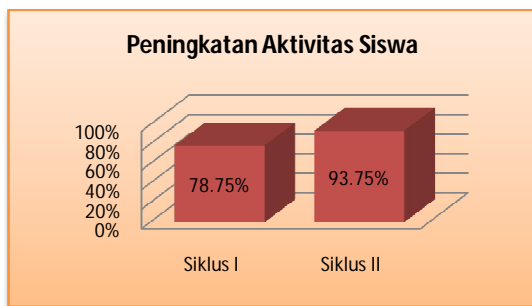 Peningkatan Aktivitas Siswa
100%
80%
60%
40%
20%
0%
78.75%
93.75%
Siklus I
Siklus II